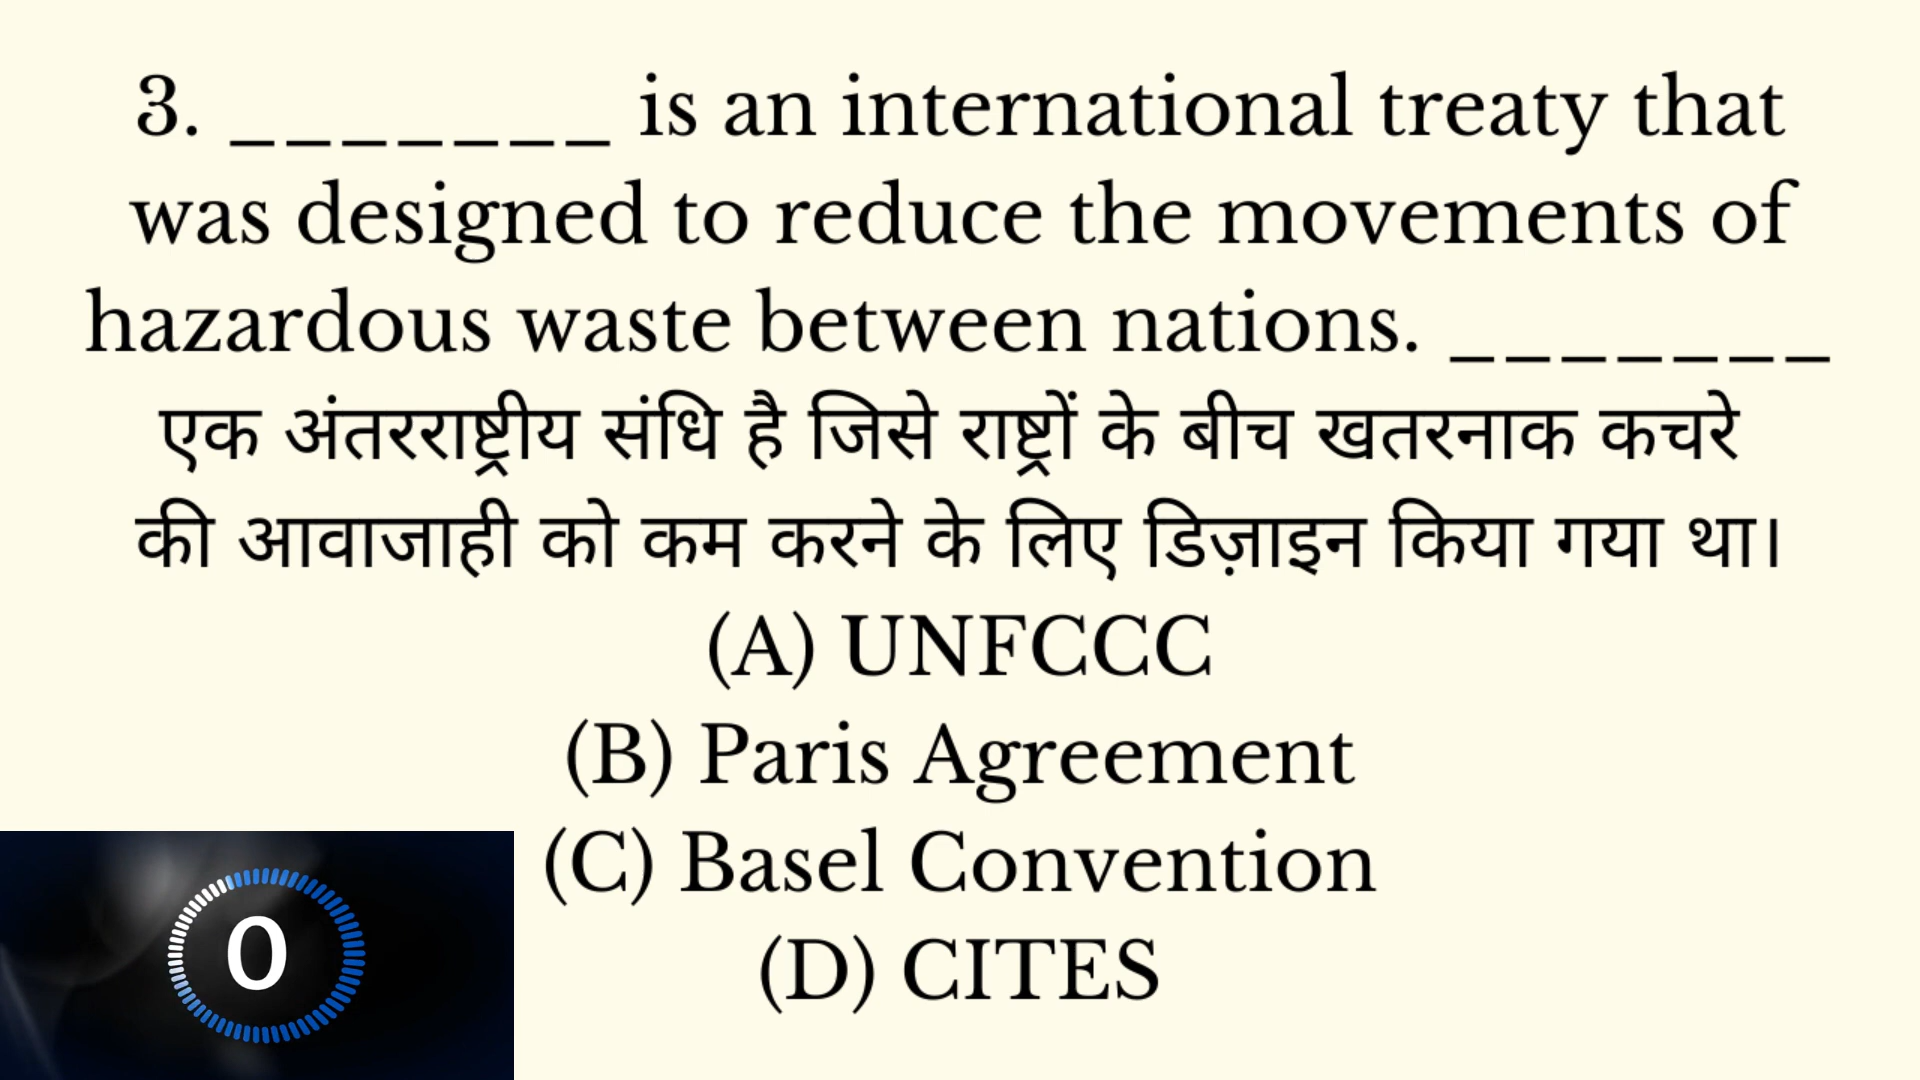 3. _______ is an international treaty that
was designed to reduce the movements of
hazardous waste between nations. _______
एक अंतरराष्ट्रीय संधि है जिसे राष्ट्रों के बीच खतरनाक कचरे
की आवाजाही को कम करने के लिए डिज़ाइन किया गया था।
(A) UNFCCC
(B) Paris Agreement
(C) Basel Convention
(D) CITES
0